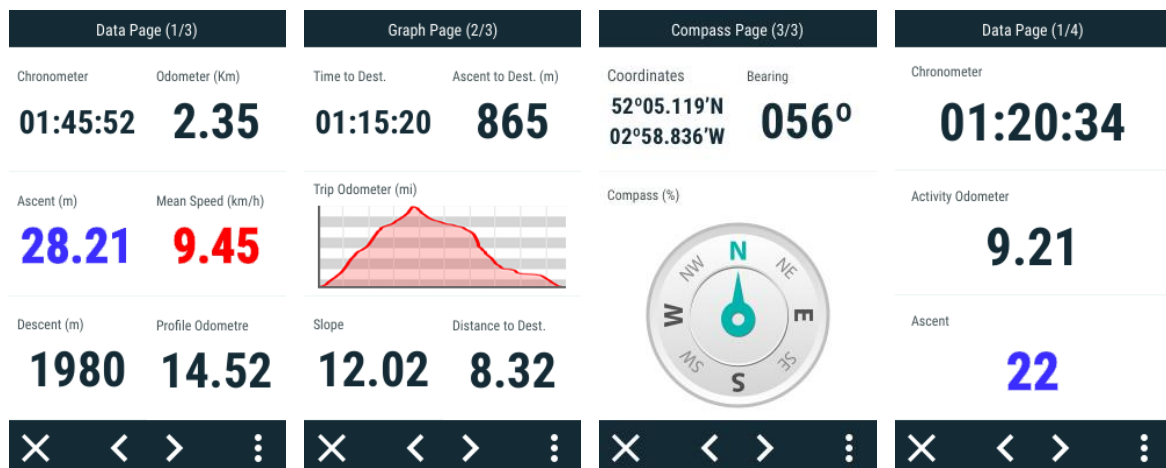 Data Page (1/3)
Chronometer
Odometer (Km)
01:45:52
2.35
Ascent (m)
Mean Speed (km/h)
28.21
9.45
Descent (m)
Profile Odometre
1980
14.52
Graph Page (2/3)
Time to Dest.
Ascent to Dest. (m)
01:15:20
865
Trip Odometer (mi)
Slope
Distance to Dest.
12.02
8.32
Compass Page (3/3)
Coordinates
Bearing
52º05.119’N
02º58.836’W
056º
Compass (%)
N
NW
NE
W
E
SW
SE
S
Data Page (1/4)
Chronometer
01:20:34
Activity Odometer
9.21
Ascent
22